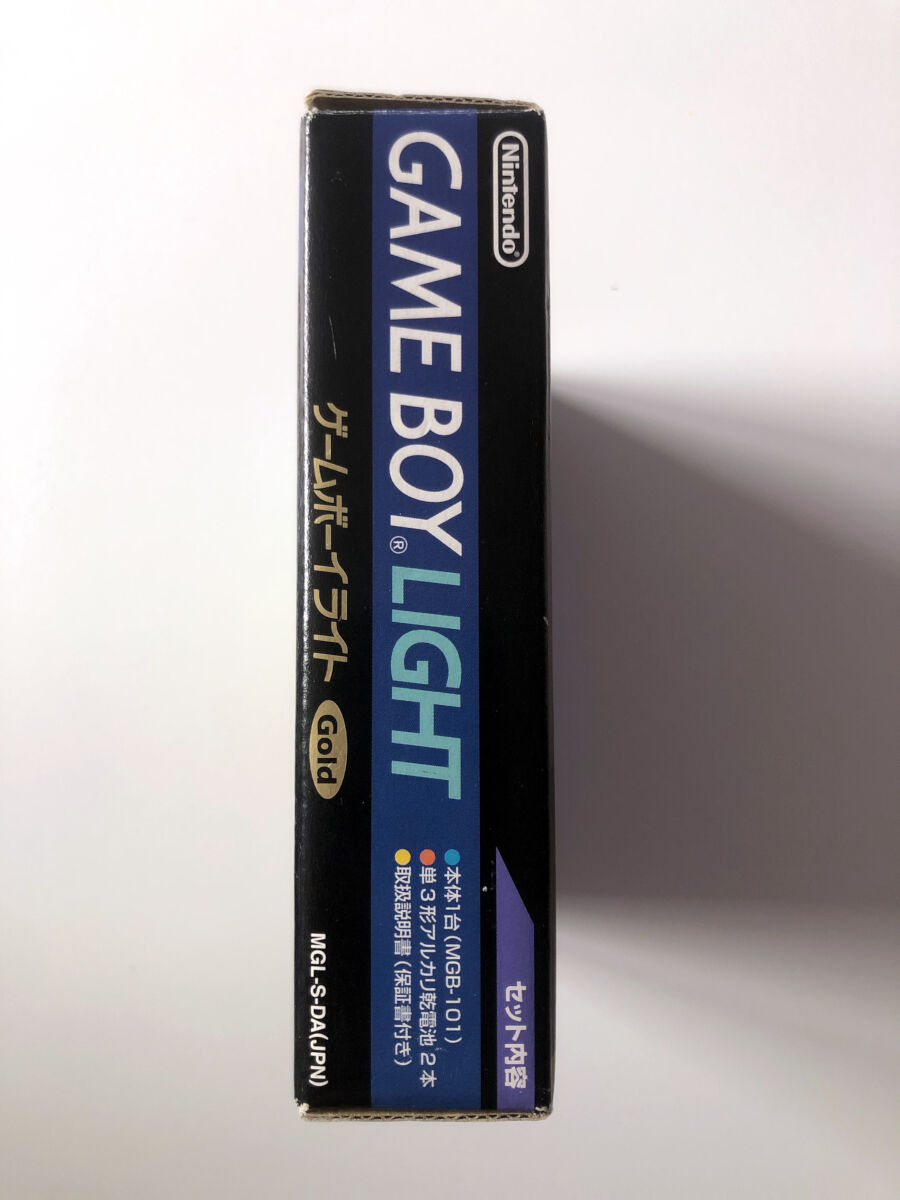 Nintendo®
GAME BOY® LIGHT
ゲームボーイライト Gold
セット内容
●本体1台(MGB-101)
●単3形アルカリ乾電池2本
●取扱説明書(保証書付き)
MGL-S-DA(JPN)